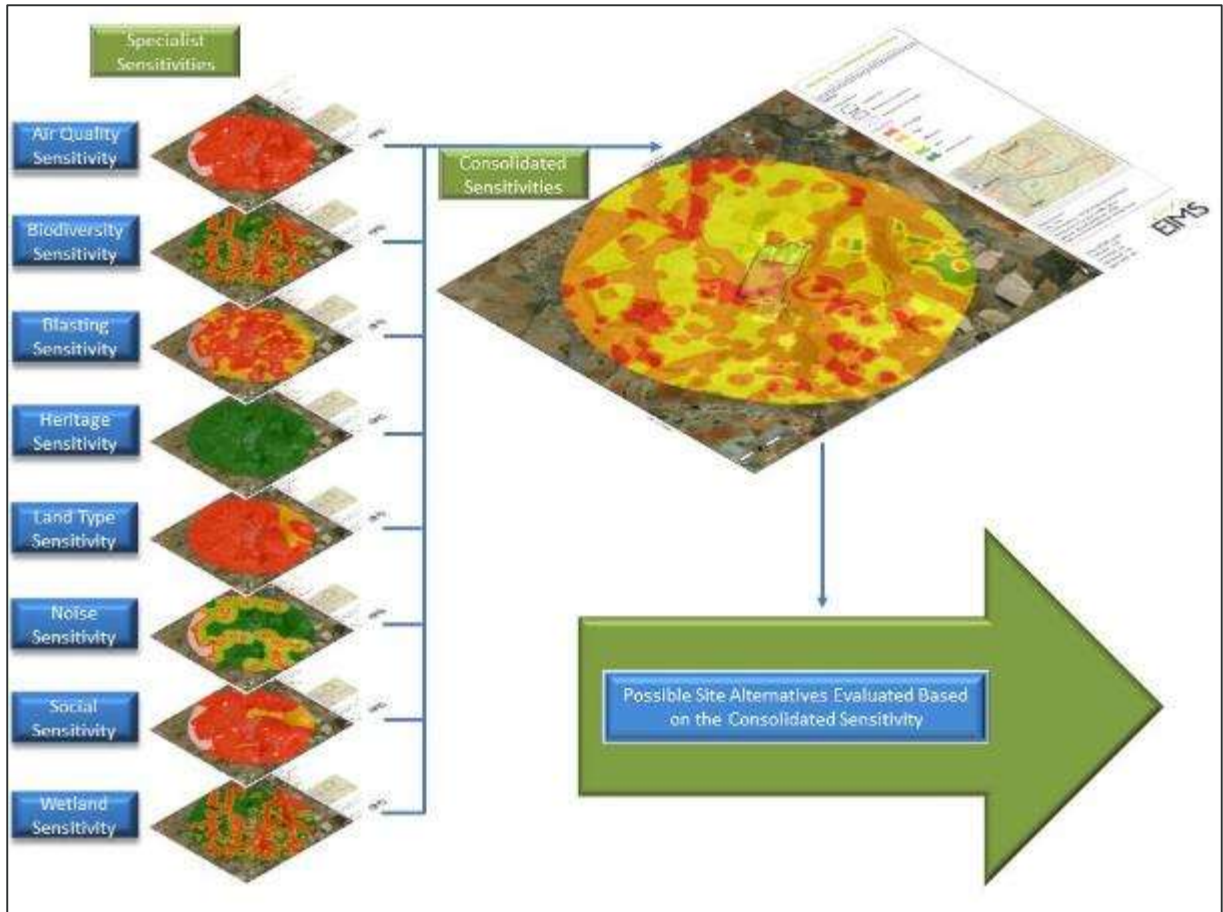 Specialist
Sensitivities
Air Quality
Sensitivity
Biodiversity
Sensitivity
Blasting
Sensitivity
Heritage
Sensitivity
Land Type
Sensitivity
Noise
Sensitivity
Social
Sensitivity
Wetland
Sensitivity
Consolidated
Sensitivities
EIMS
Possible Site Alternatives Evaluated Based
on the Consolidated Sensitivity